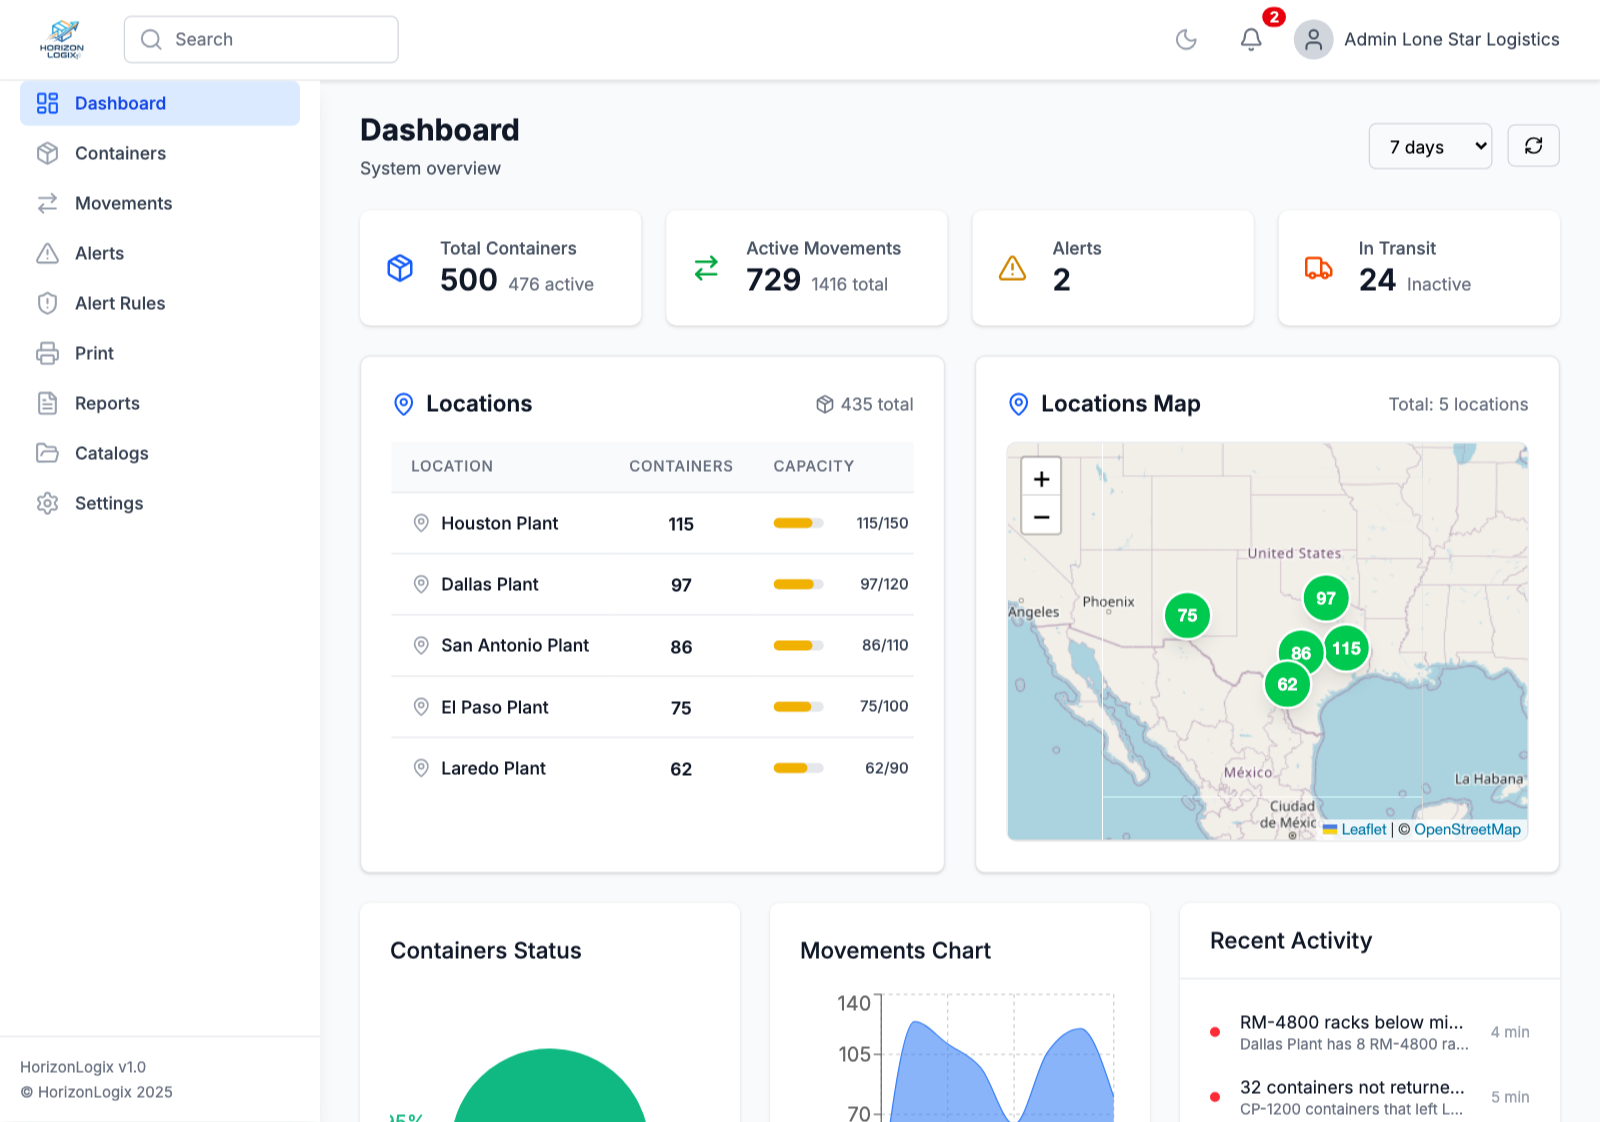 HORIZON
LOGIX
Search
2
Admin Lone Star Logistics
Dashboard
Containers
Movements
Alerts
Alert Rules
Print
Reports
Catalogs
Settings
HorizonLogix v1.0
© HorizonLogix 2025
Dashboard
System overview
7 days
Total Containers
500 476 active
Active Movements
729 1416 total
Alerts
2
In Transit
24 Inactive
Locations
435 total
LOCATION CONTAINERS CAPACITY
Houston Plant 115 115/150
Dallas Plant 97 97/120
San Antonio Plant 86 86/110
El Paso Plant 75 75/100
Laredo Plant 62 62/90
Locations Map
Total: 5 locations
+
−
United States
Angeles
Phoenix
75
97
86
115
62
México
La Habana
Ciudad
de Méxic
Leaflet | © OpenStreetMap
Containers Status
Movements Chart
140
105
70
Recent Activity
RM-4800 racks below mi... 4 min
Dallas Plant has 8 RM-4800 ra...
32 containers not returne... 5 min
CP-1200 containers that left L...